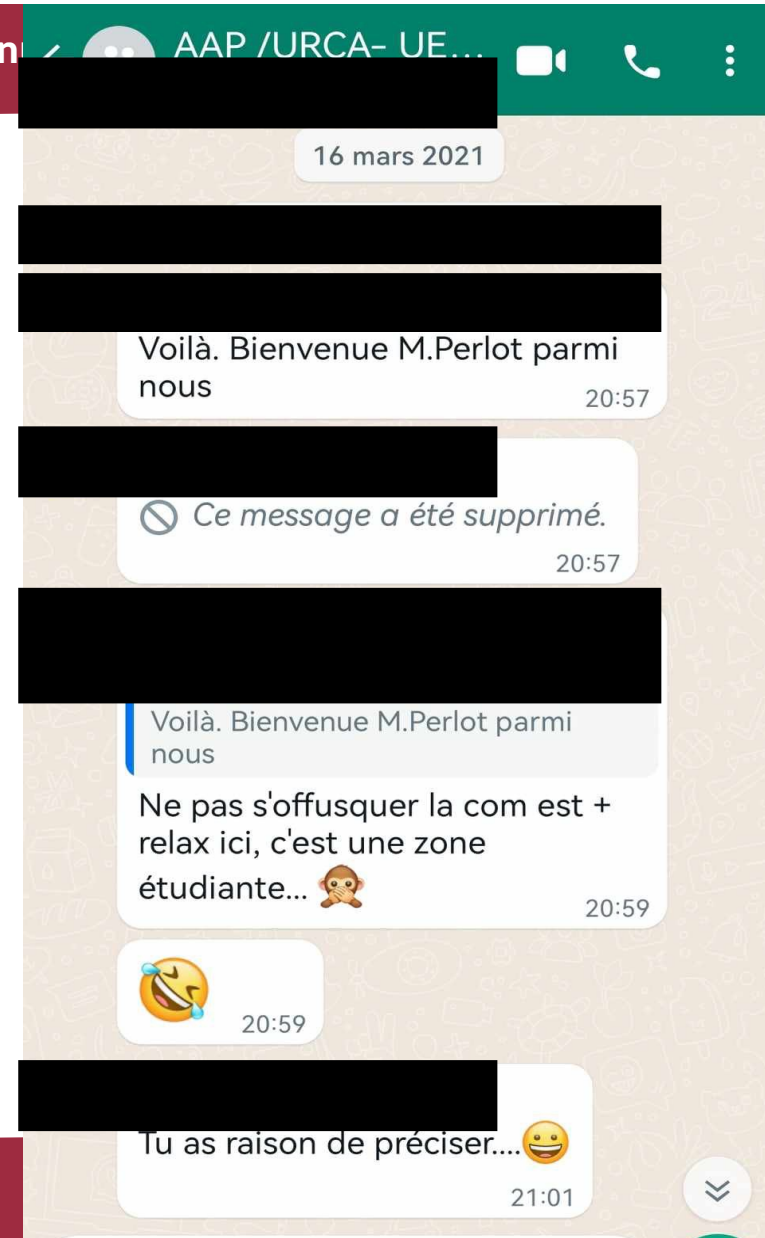 AAP /URCA- UE...
16 mars 2021
Voilà. Bienvenue M.Perlot parmi
nous
20:57
Ce message a été supprimé.
20:57
Voilà. Bienvenue M.Perlot parmi
nous
Ne pas s'offusquer la com est +
relax ici, c'est une zone
étudiante...
20:59
20:59
Tu as raison de préciser....
21:01